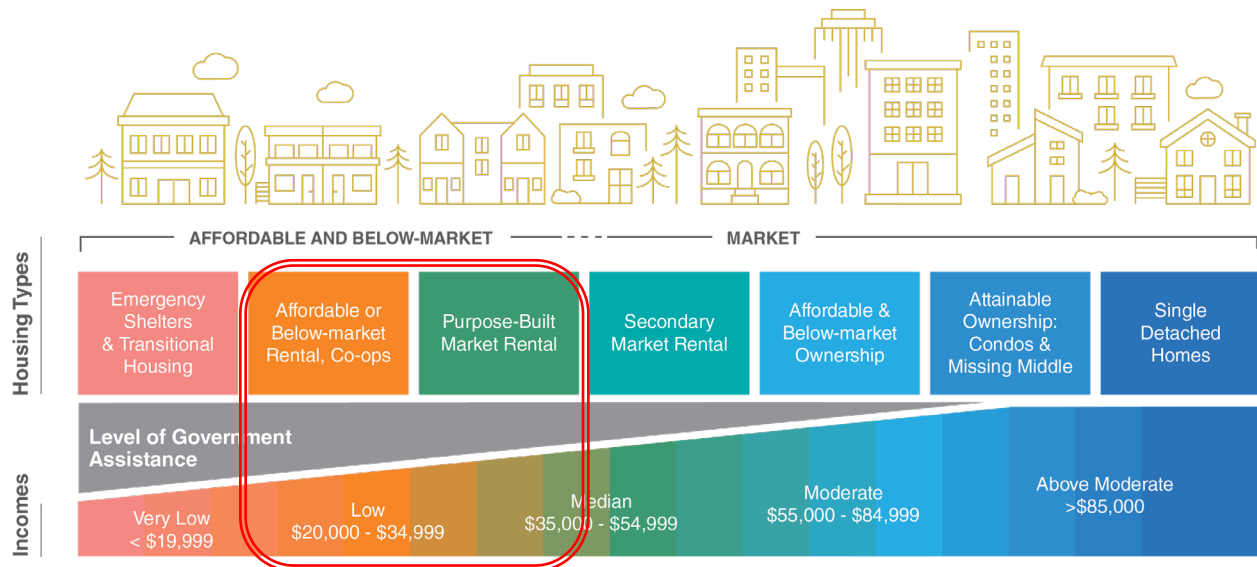 AFFORDABLE AND BELOW-MARKET
MARKET
Housing Types
Emergency
Shelters
& Transitional
Housing
Affordable or
Below-market
Rental, Co-ops
Purpose-Built
Market Rental
Secondary
Market Rental
Affordable &
Below-market
Ownership
Attainable
Ownership:
Condos &
Missing Middle
Single
Detached
Homes
Level of Government
Assistance
Incomes
Very Low
< $19,999
Low
$20,000 - $34,999
Median
$35,000 - $54,999
Moderate
$55,000 - $84,999
Above Moderate
>$85,000